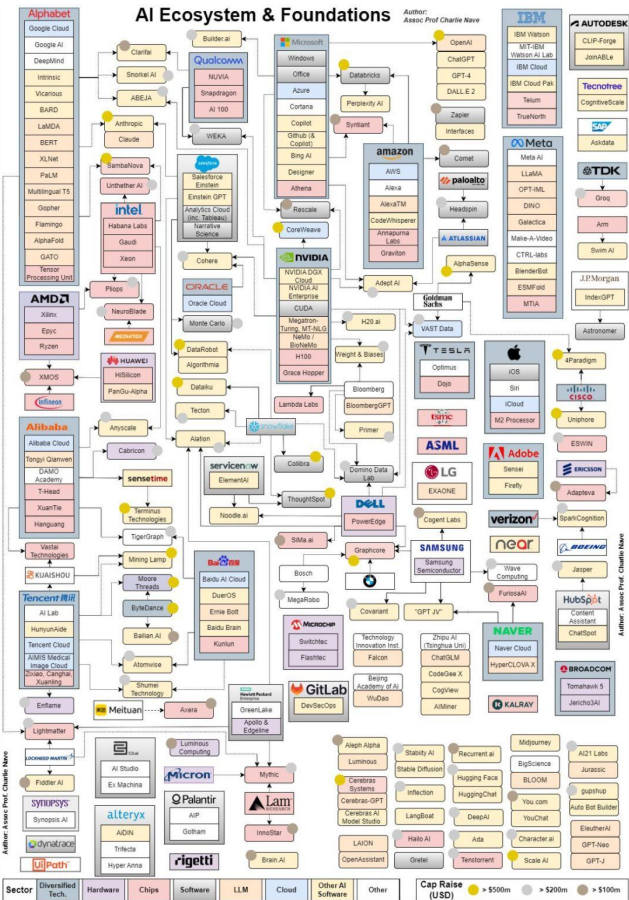 AI Ecosystem & Foundations
Author:
Assoc Prof Charlie Nave
Alphabet
Google Cloud
Google AI
DeepMind
Intrinsic
Vicarious
BARD
LaMDA
BERT
XLNet
PaLM
Multilingual T5
Gopher
Flamingo
AlphaFold
GATO
Tensor
Processing Unit
Clarifai
Snorkel AI
ABEJA
Anthropic
Claude
SambaNova
Untether AI
intel
Habana Labs
Gaudi
Xeon
Pliops
NeuroBlade
MEDIATEK
AMD
Xilinx
Epyc
Ryzen
XMOS
infineon
HUAWEI
HiSilicon
PanGu-Alpha
Builder.ai
Qualcomm
NUVIA
Snapdragon
AI 100
WEKA
salesforce
Salesforce
Einstein
Einstein GPT
Analytics Cloud
(inc. Tableau)
Narrative
Science
Cohere
ORACLE
Oracle Cloud
Monte Carlo
DataRobot
Algorithmia
Dataiku
Tecton
Alation
Microsoft
Windows
Office
Azure
Cortana
Copilot
Github (&
Copilot)
Bing AI
Designer
Athena
Rescale
CoreWeave
NVIDIA
NVIDIA DGX
Cloud
NVIDIA AI
Enterprise
CUDA
Megatron-
Turing, MT-NLG
NeMo /
BioNeMo
H100
Grace Hopper
Lambda Labs
snowflake
Collibra
ThoughtSpot
servicenow
ElementAI
Noodle.ai
Databricks
Perplexity AI
Syntiant
OpenAI
ChatGPT
GPT-4
DALL.E 2
Zapier
Interfaces
Comet
paloalto
Headspin
ATLASSIAN
AlphaSense
amazon
AWS
Alexa
AlexaTM
CodeWhisperer
Annapurna
Labs
Graviton
Adept AI
Goldman
Sachs
VAST Data
H2O.ai
Weight & Biases
Bloomberg
BloombergGPT
Primer
Domino Data
Lab
DELL
PowerEdge
IBM
IBM Watson
MIT-IBM
Watson AI Lab
IBM Cloud
IBM Cloud Pak
Telum
TrueNorth
Meta
Meta AI
LLaMA
OPT-IML
DINO
Galactica
Make-A-Video
CTRL-labs
BlenderBot
ESMFold
MTIA
AUTODESK
CLIP-Forge
JoinABLe
Tecnotree
CognitiveScale
SAP
Askdata
TDK
Groq
Arm
Swim AI
J.P.Morgan
IndexGPT
Astronomer
TESLA
Optimus
Dojo
tsmc
ASML
LG
EXAONE
Cogent Labs
SAMSUNG
Samsung
Semiconductor
iOS
Siri
iCloud
M2 Processor
Adobe
Sensei
Firefly
4Paradigm
CISCO
Uniphore
ESWIN
ERICSSON
Adapteva
verizon
SparkCognition
near
BOEING
Wave
Computing
FuriosaAI
Jasper
HubSpot
Content
Assistant
ChatSpot
NAVER
Naver Cloud
HyperCLOVA X
KALRAY
BROADCOM
Tomahawk 5
Jericho3AI
Alibaba
Alibaba Cloud
Tongyi Qianwen
DAMO
Academy
T-Head
XuanTie
Hanguang
Anyscale
Cabricon
sensetime
Terminus
Technologies
TigerGraph
Mining Lamp
Moore
Threads
ByteDance
Bailian AI
Atomwise
Shumei
Technology
Vastai
Technologies
KUAISHOU
Tencent 腾讯
AI Lab
HunyunAide
Tencent Cloud
AIMIS Medical
Image Cloud
Zixiao, Canghai,
Xuanling
Enflame
Lightmatter
LOCKHEED MARTIN
Fiddler AI
SYNOPSYS
Synopsis AI
dynatrace
UiPath
Baidu
Baidu AI Cloud
DuerOS
Ernie Bott
Baidu Brain
Kunlun
Meituan
Axera
SiMa.ai
Bosch
MegaRobo
Graphcore
BMW
Covariant
"GPT JV"
MICROCHIP
Switchtec
Flashtec
Technology
Innovation Inst.
Falcon
Beijing
Academy of AI
WuDao
Zhipu AI
(Tsinghua Uni)
ChatGLM
CodeGee X
CogView
AIMiner
GitLab
DevSecOps
Hewlett Packard
Enterprise
GreenLake
Apollo &
Edgeline
AI Studio
Ex Machina
Luminous
Computing
Micron
Mythic
alteryx
AiDIN
Trifecta
Hyper Anna
Palantir
AIP
Gotham
Lam
RESEARCH
InnoStar
rigetti
Brain AI
Aleph Alpha
Luminous
Cerebras
Systems
Cerebras-GPT
Cerebras AI
Model Studio
LAION
OpenAssistant
Stabiity AI
Stable Diffusion
Inflection
LangBoat
Hailo AI
Gretel
Recurrent.ai
Hugging Face
HuggingChat
DeepAI
Ada
Tenstorrent
Midjourney
BigScience
BLOOM
You.com
YouChat
Character.ai
Scale AI
AI21 Labs
Jurassic
gupshup
Auto Bot Builder
EleutherAI
GPT-Neo
GPT-J
Author: Assoc Prof. Charlie Nave
Author: Assoc Prof. Charlie Nave
Sector
Diversified
Tech.
Hardware
Chips
Software
LLM
Cloud
Other AI
Software
Other
Cap Raise
(USD)
> $500m
> $200m
> $100m